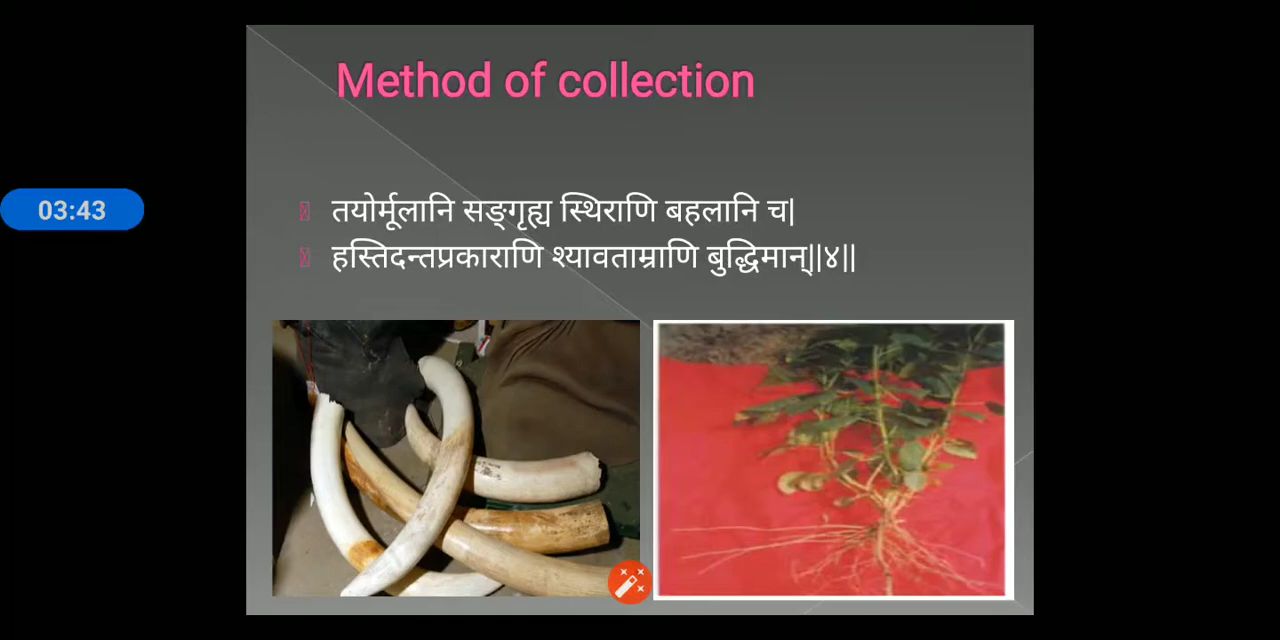 Method of collection
03:43
तयोर्मूलानि सङ्गृह्य स्थिराणि बहलानि च|
हस्तिदन्तप्रकाराणि श्यावताम्राणि बुद्धिमान्||४||